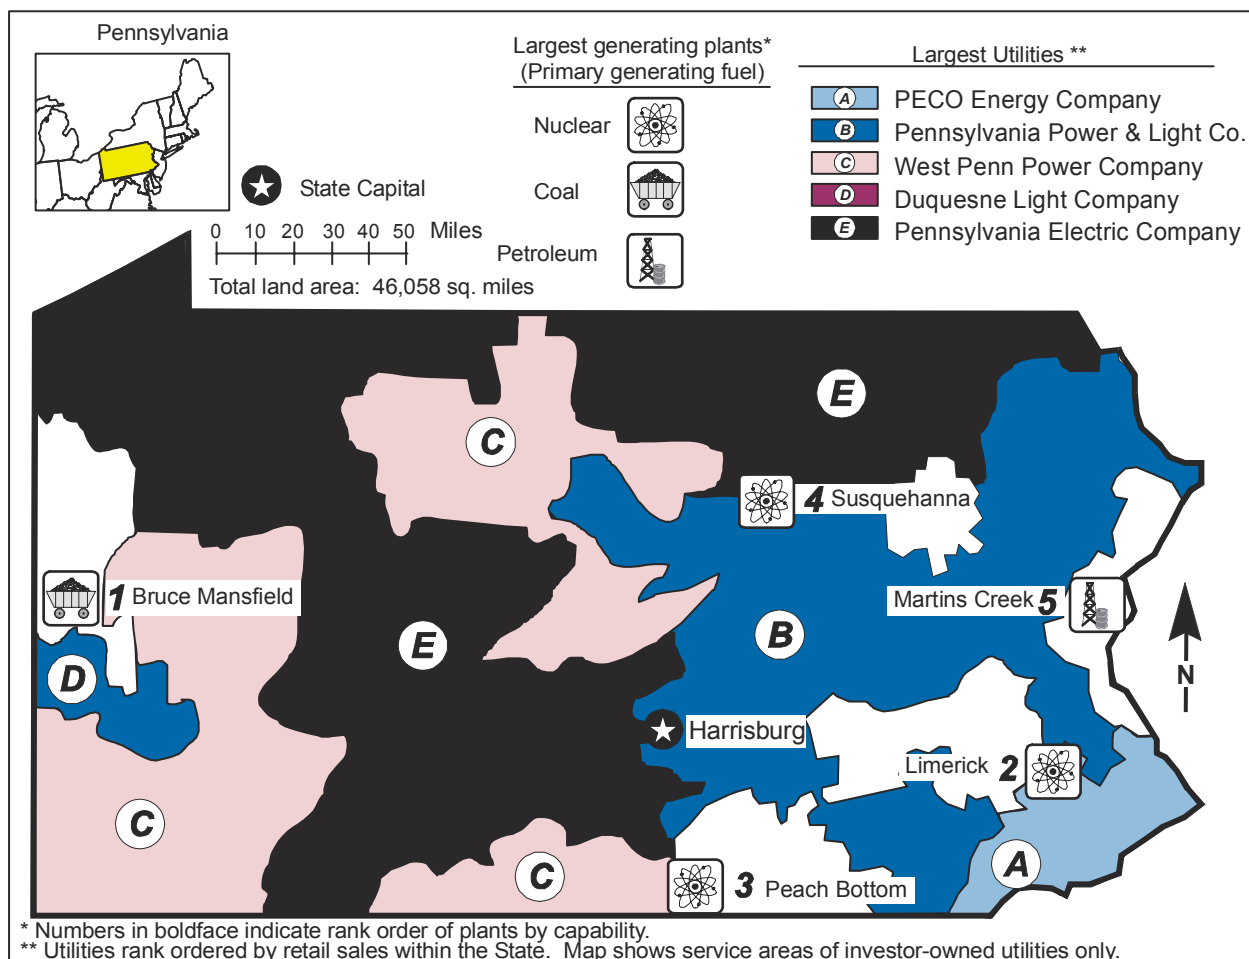 Pennsylvania
State Capital
0 10 20 30 40 50 Miles
Total land area: 46,058 sq. miles
Largest generating plants*
(Primary generating fuel)
Nuclear
Coal
Petroleum
Largest Utilities **
A PECO Energy Company
B Pennsylvania Power & Light Co.
C West Penn Power Company
D Duquesne Light Company
E Pennsylvania Electric Company
E
C
4 Susquehanna
1 Bruce Mansfield
Martins Creek 5
E
B
D
N
Harrisburg
Limerick 2
C
C
A
3 Peach Bottom
* Numbers in boldface indicate rank order of plants by capability.
** Utilities rank ordered by retail sales within the State. Map shows service areas of investor-owned utilities only.